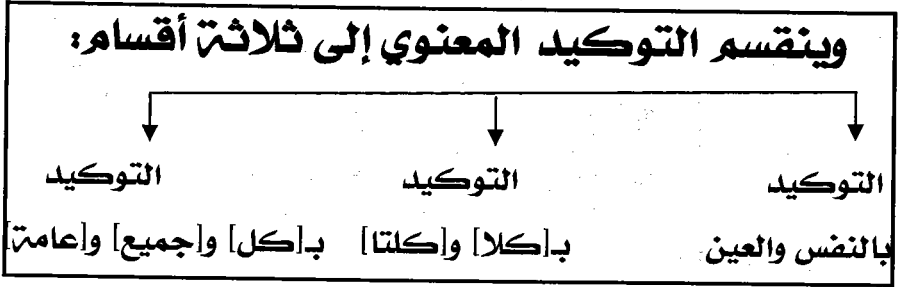 وينقسم التوكيد المعنوي إلى ثلاثة أقسام:
التوكيد التوكيد التوكيد
بالنفس والعين بـ[كلا] و[كلتا] بـ[كل] و[جميع] و[عامة]